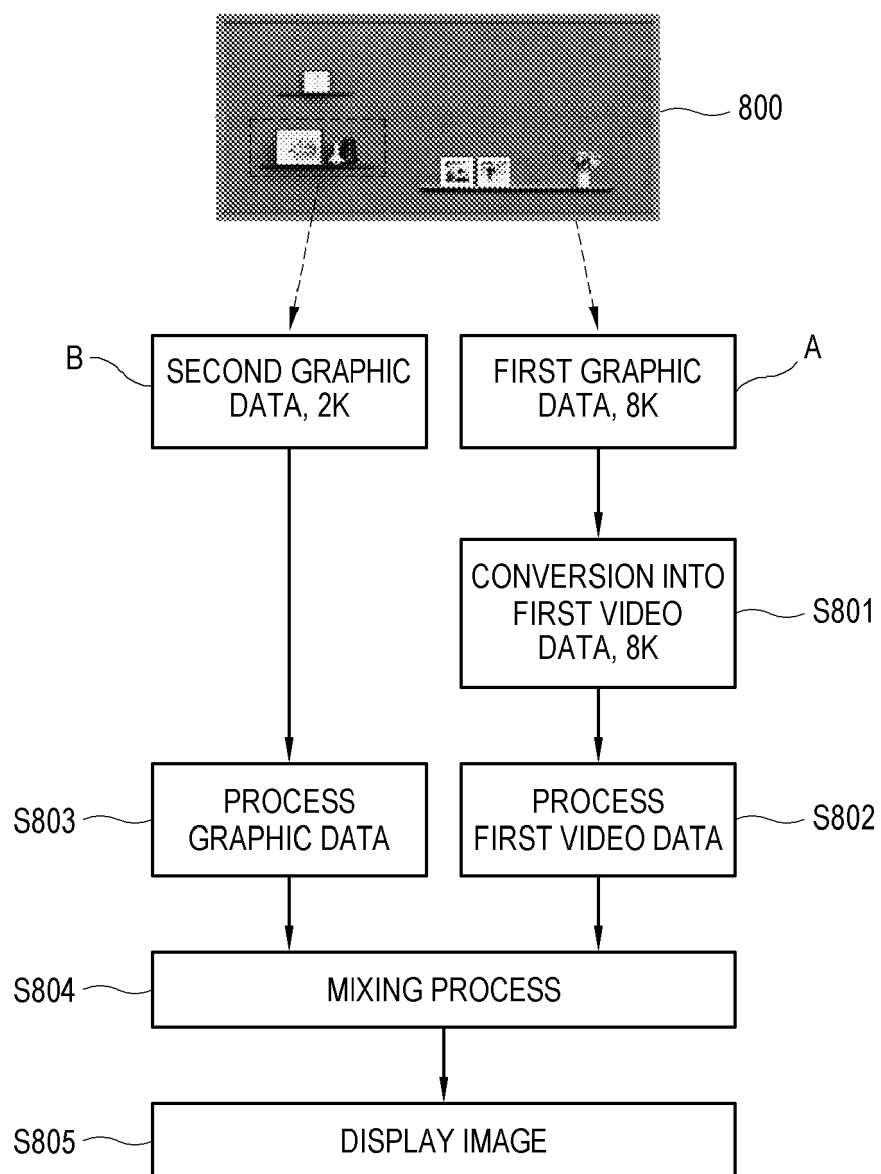 800
B
SECOND GRAPHIC
DATA, 2K
FIRST GRAPHIC
DATA, 8K
A
CONVERSION INTO
FIRST VIDEO
DATA, 8K
S801
S803
PROCESS
GRAPHIC DATA
PROCESS
FIRST VIDEO DATA
S802
S804
MIXING PROCESS
S805
DISPLAY IMAGE